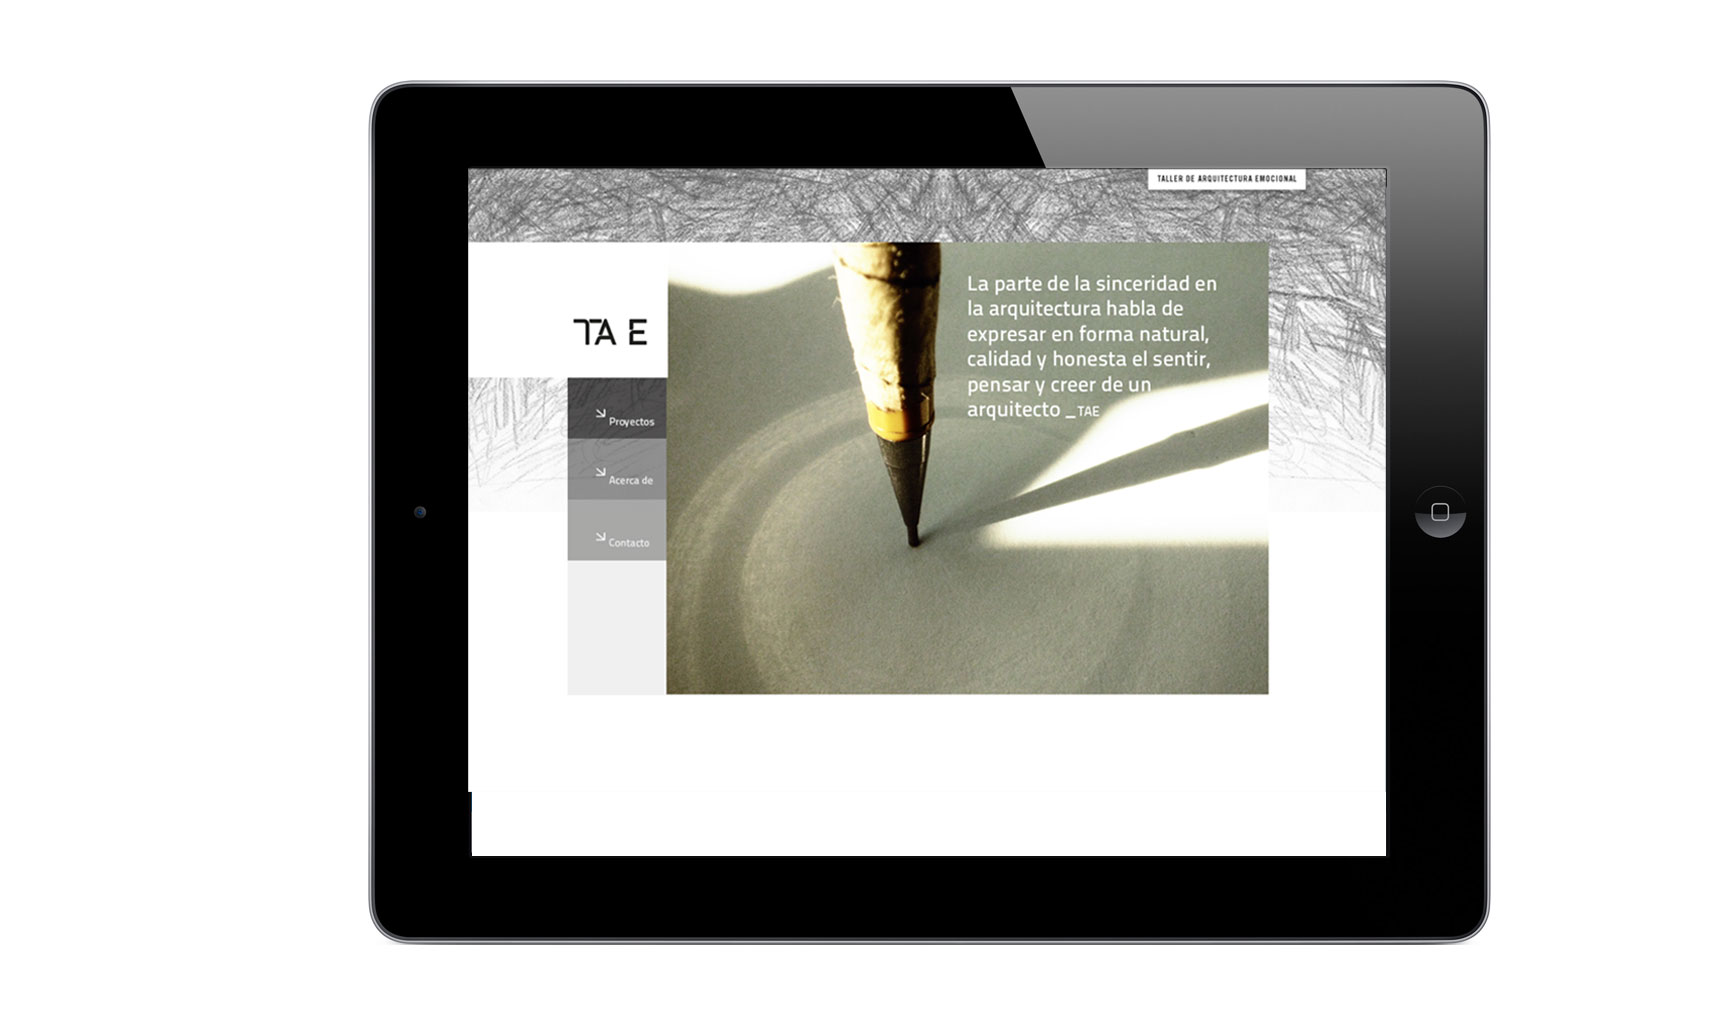 TALLER DE ARQUITECTURA EMOCIONAL
TA E
La parte de la sinceridad en
la arquitectura habla de
expresar en forma natural,
calidad y honesta el sentir,
pensar y creer de un
arquitecto _TAE
Proyectos
Acerca de
Contacto